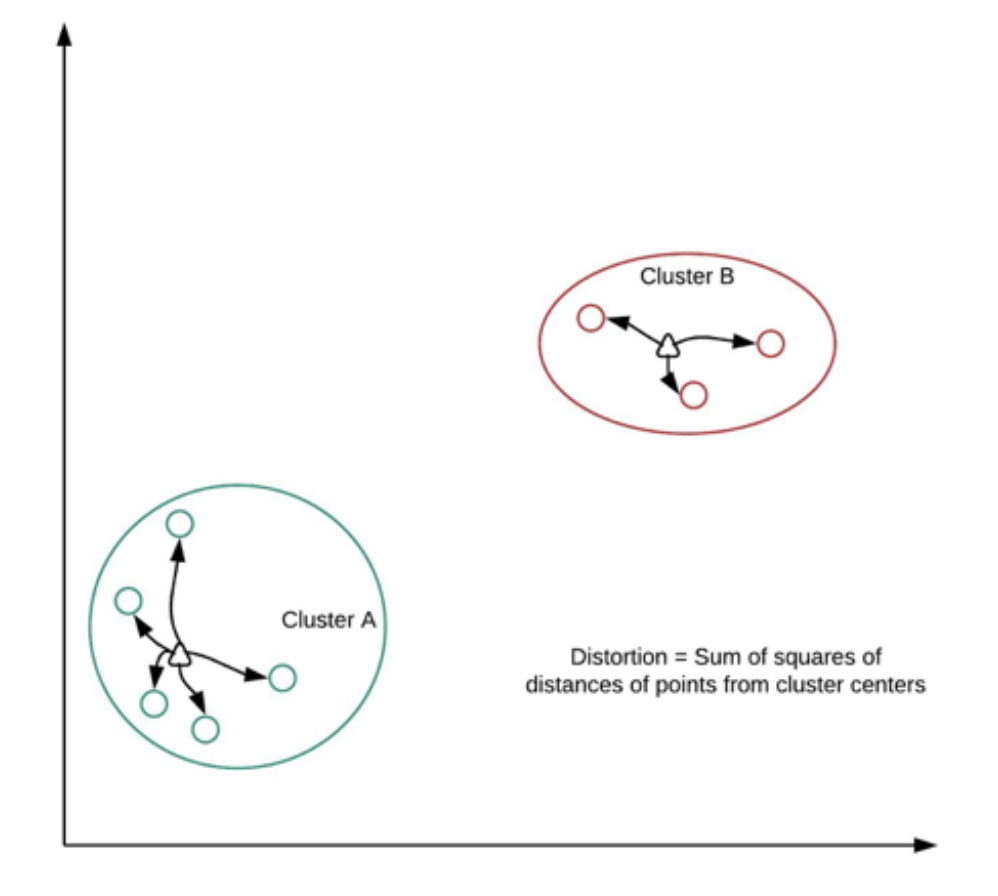 Cluster B
Cluster A
Distortion = Sum of squares of
distances of points from cluster centers